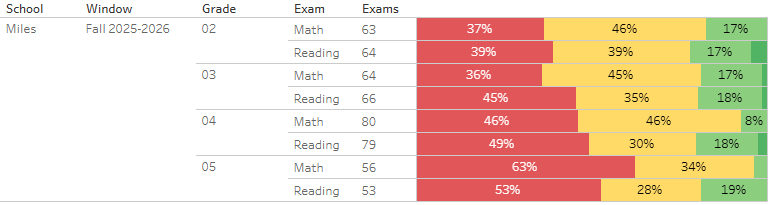 School Window Grade Exam Exams
Miles Fall 2025-2026 02 Math 63 37% 46% 17%
Reading 64 39% 39% 17%
03 Math 64 36% 45% 17%
Reading 66 45% 35% 18%
04 Math 80 46% 46% 8%
Reading 79 49% 30% 18%
05 Math 56 63% 34%
Reading 53 53% 28% 19%